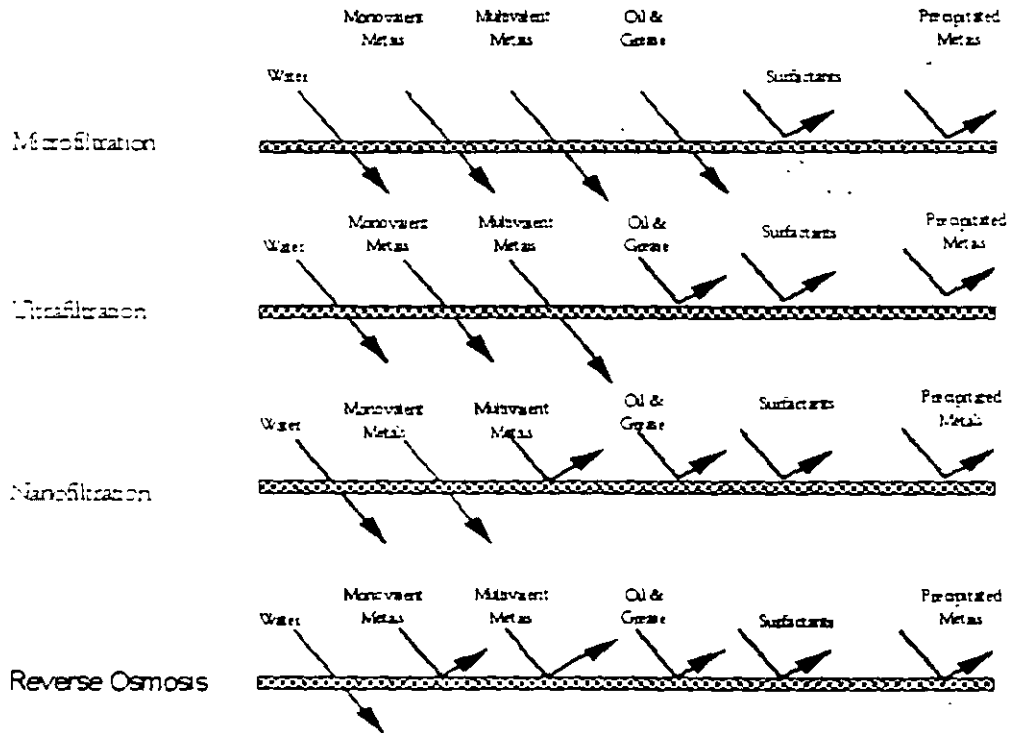 Monovalent Multivalent Oil & Precipitated
Metals Metals Grease Metals
Water Surfactants
Microfiltration
Monovalent Multivalent Oil & Precipitated
Water Metals Metals Grease Surfactants Metals
Ultrafiltration
Monovalent Multivalent Oil & Surfactants Precipitated
Water Metals Metals Grease Metals
Nanofiltration
Monovalent Multivalent Oil & Precipitated
Water Metals Metals Grease Surfactants Metals
Reverse Osmosis